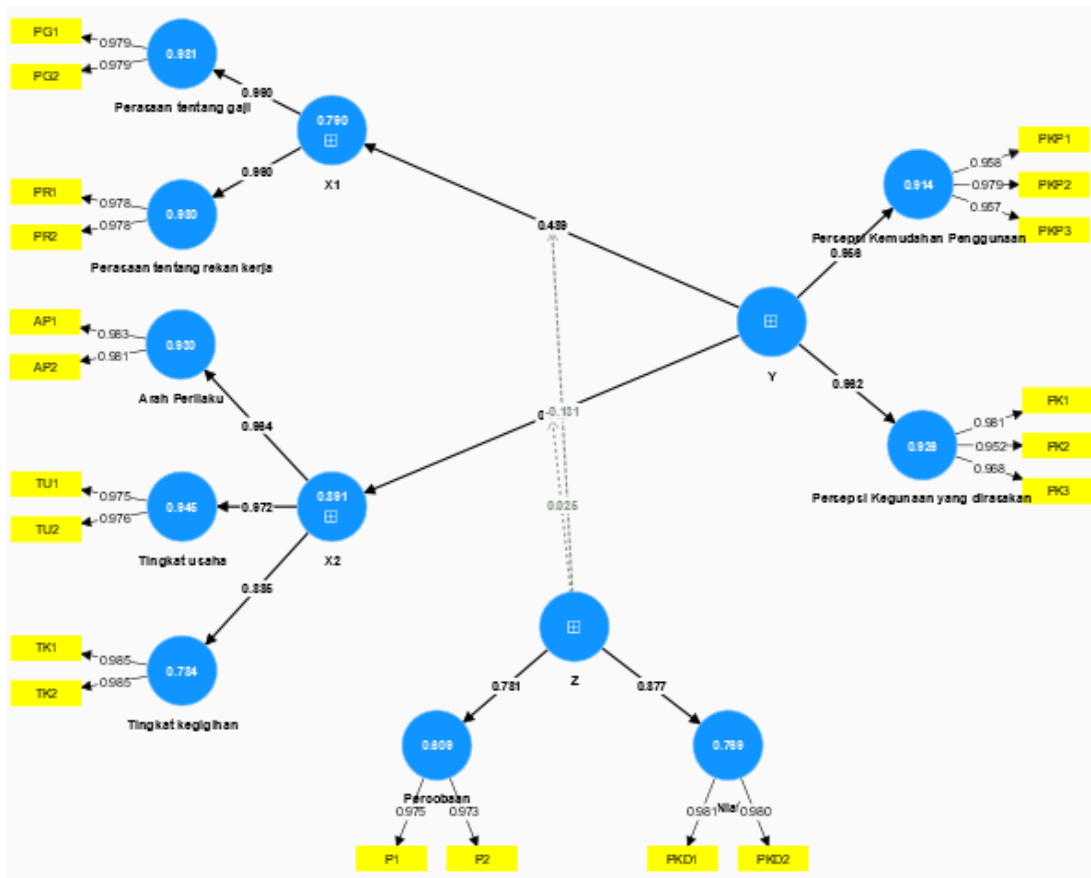 PG1
0.979
PG2
0.979
0.981
Perasaan tentang gaji
0.990
PR1
0.978
PR2
0.978
0.980
Perasaan tentang rekan kerja
0.990
0.790
X1
AP1
0.983
AP2
0.981
0.930
Arah Perilaku
0.964
TU1
0.975
TU2
0.976
0.945
Tingkat usaha
0.972
0.891
X2
TK1
0.985
TK2
0.985
0.784
Tingkat kegigihan
0.885
0.489
-0.131
0.025
Y
PKP1
0.958
PKP2
0.979
PKP3
0.957
0.914
Persepsi Kemudahan Penggunaan
0.956
PK1
0.981
PK2
0.952
PK3
0.968
0.926
Persepsi Kegunaan yang dirasakan
0.962
Z
0.781
0.877
0.609
Percobaan
0.975
0.973
P1
P2
0.769
0.981
0.980
PKD1
PKD2